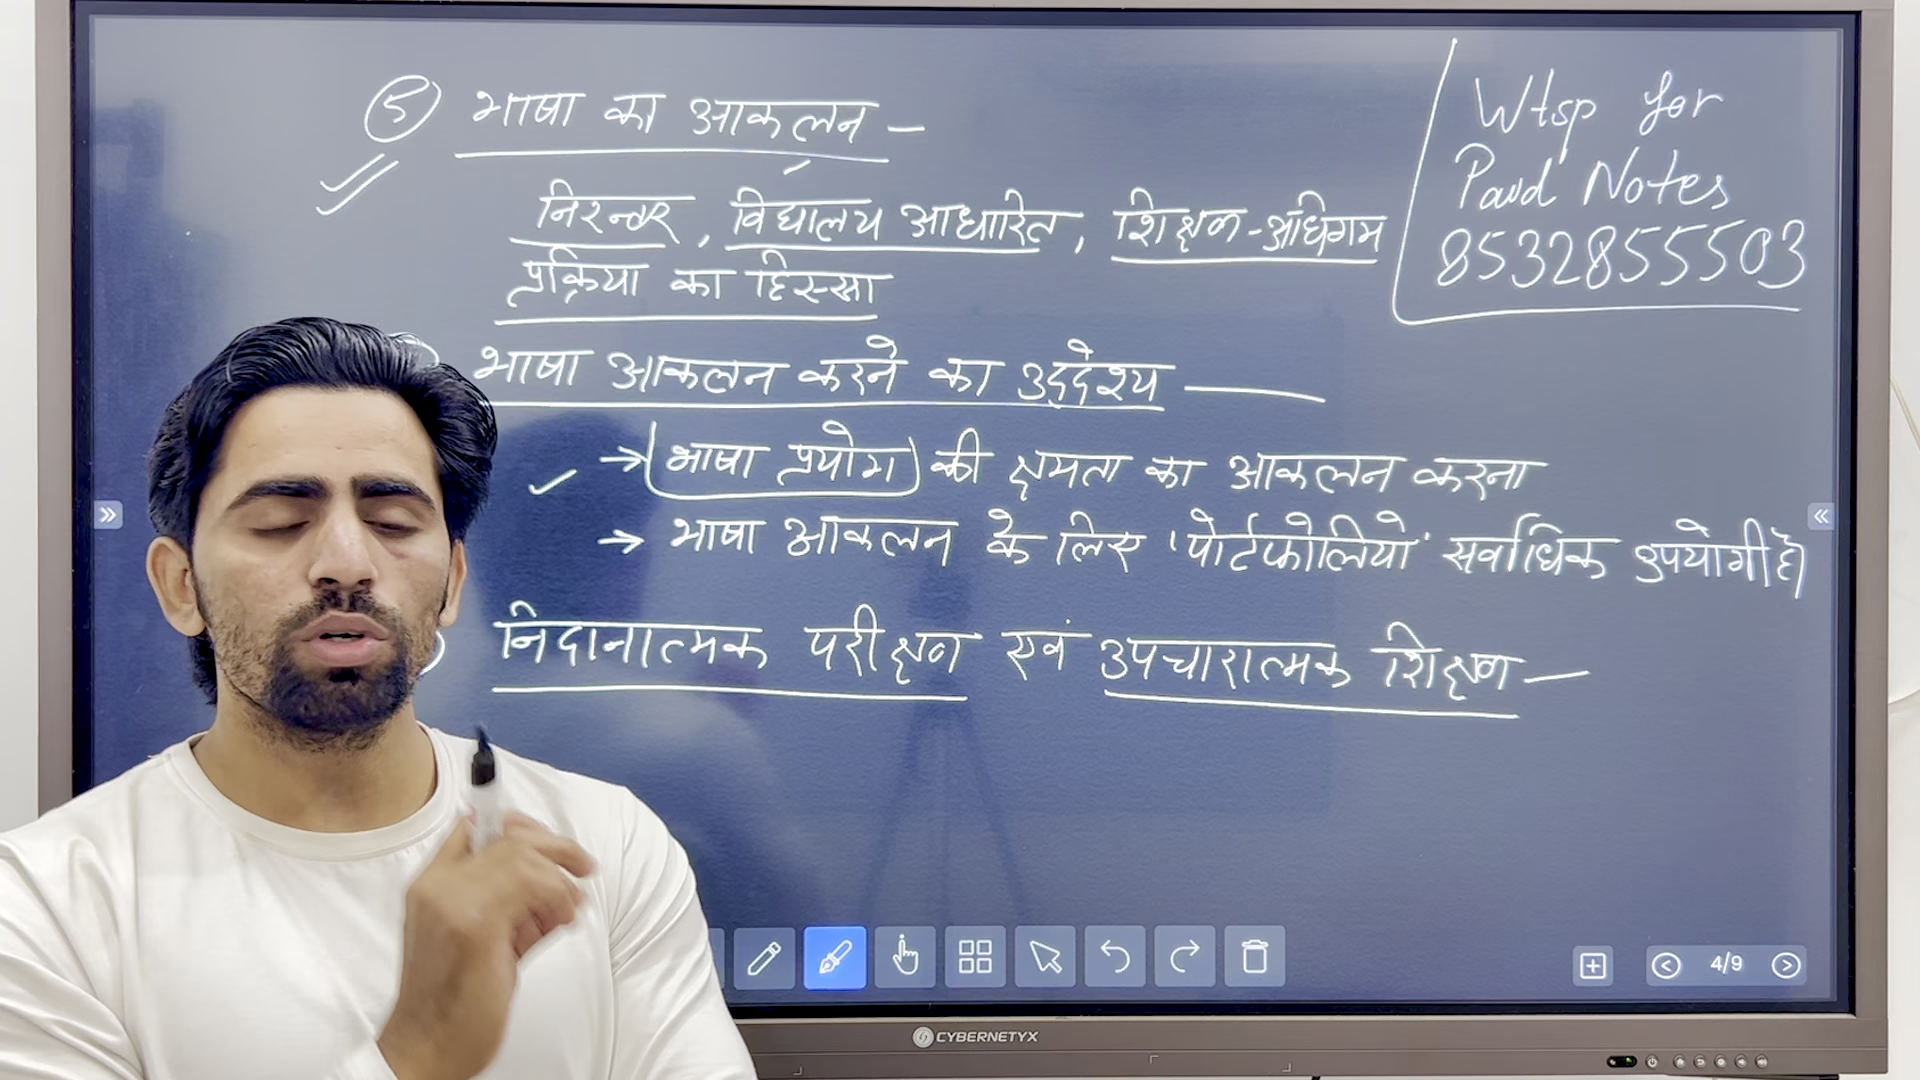 ⑤ भाषा का आकलन –
निरन्तर, विद्यालय आधारित, शिक्षण-अधिगम
प्रक्रिया का हिस्सा
Wtsp for
Paid Notes
8532855503
भाषा आकलन करने का उद्देश्य –
→ भाषा प्रयोग की क्षमता का आकलन करना
→ भाषा आकलन के लिए 'पोर्टफोलियो' सर्वाधिक उपयोगी है।
निदानात्मक परीक्षण एवं उपचारात्मक शिक्षण –
4/9
CYBERNETYX